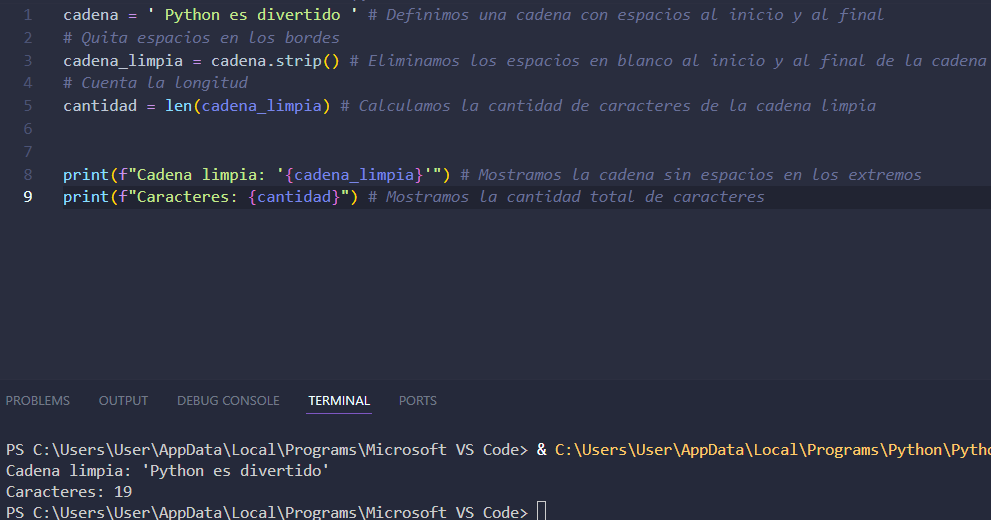 1 cadena = ' Python es divertido ' # Definimos una cadena con espacios al inicio y al final
2 # Quita espacios en los bordes
3 cadena_limpia = cadena.strip() # Eliminamos los espacios en blanco al inicio y al final de la cadena
4 # Cuenta la longitud
5 cantidad = len(cadena_limpia) # Calculamos la cantidad de caracteres de la cadena limpia
6
7
8 print(f"Cadena limpia: '{cadena_limpia}'") # Mostramos la cadena sin espacios en los extremos
9 print(f"Caracteres: {cantidad}") # Mostramos la cantidad total de caracteres
PROBLEMS OUTPUT DEBUG CONSOLE TERMINAL PORTS
PS C:\Users\User\AppData\Local\Programs\Microsoft VS Code> & C:\Users\User\AppData\Local\Programs\Python\Pytho
Cadena limpia: 'Python es divertido'
Caracteres: 19
PS C:\Users\User\AppData\Local\Programs\Microsoft VS Code>